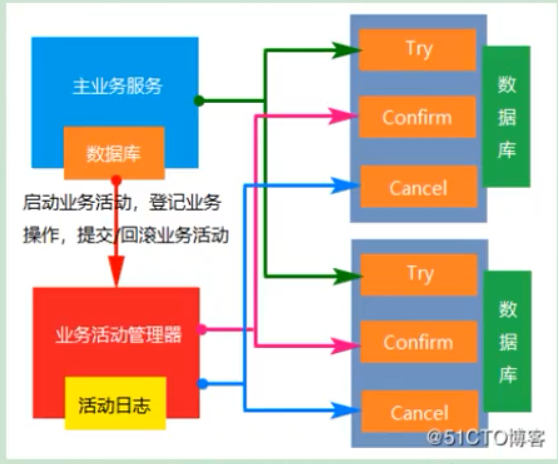 主业务服务
数据库
启动业务活动，登记业务
操作，提交/回滚业务活动
业务活动管理器
活动日志
Try
Confirm
Cancel
数
据
库
Try
Confirm
Cancel
数
据
库
@51CTO博客